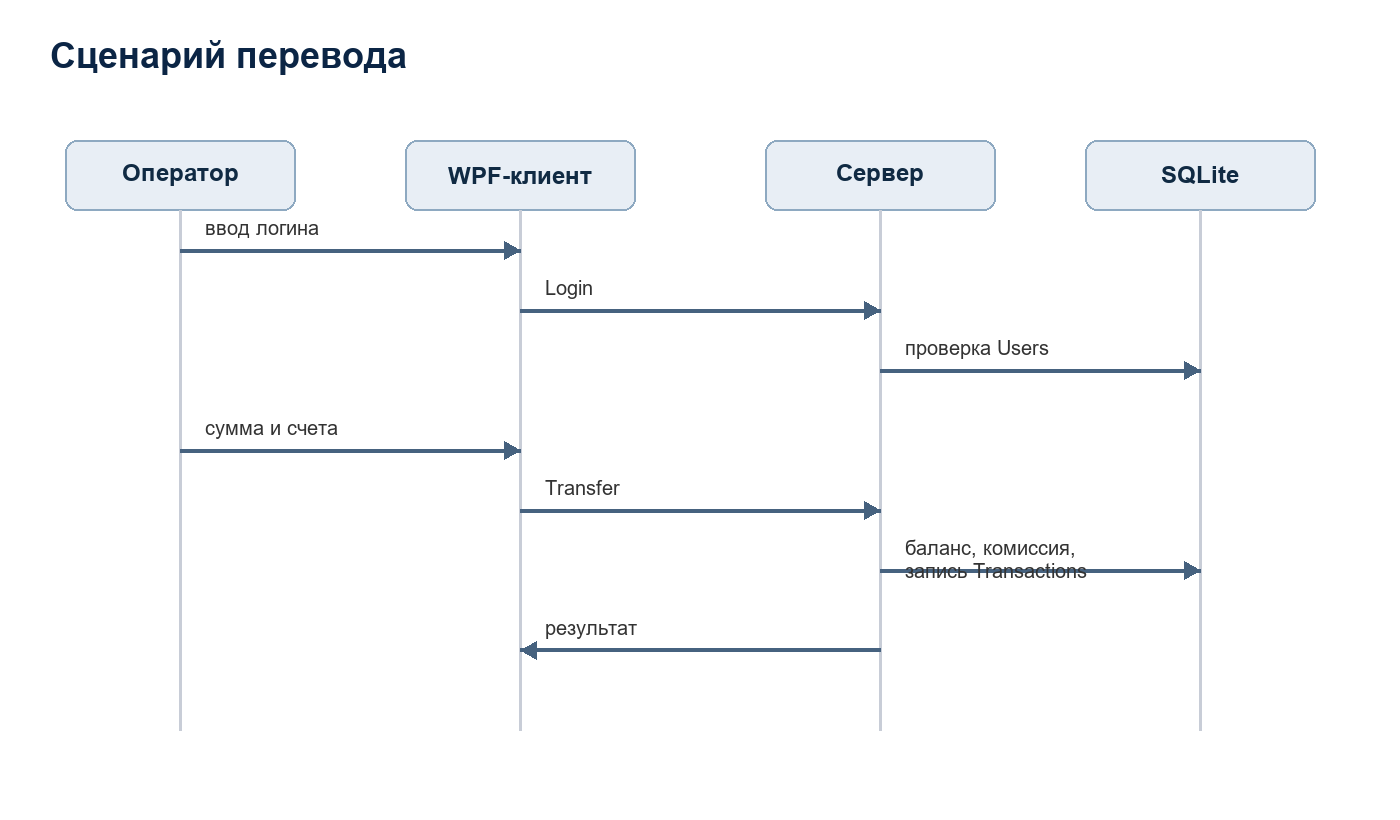 Сценарий перевода
Оператор
WPF-клиент
Сервер
SQLite
ввод логина
Login
проверка Users
сумма и счета
Transfer
баланс, комиссия,
запись Transactions
результат